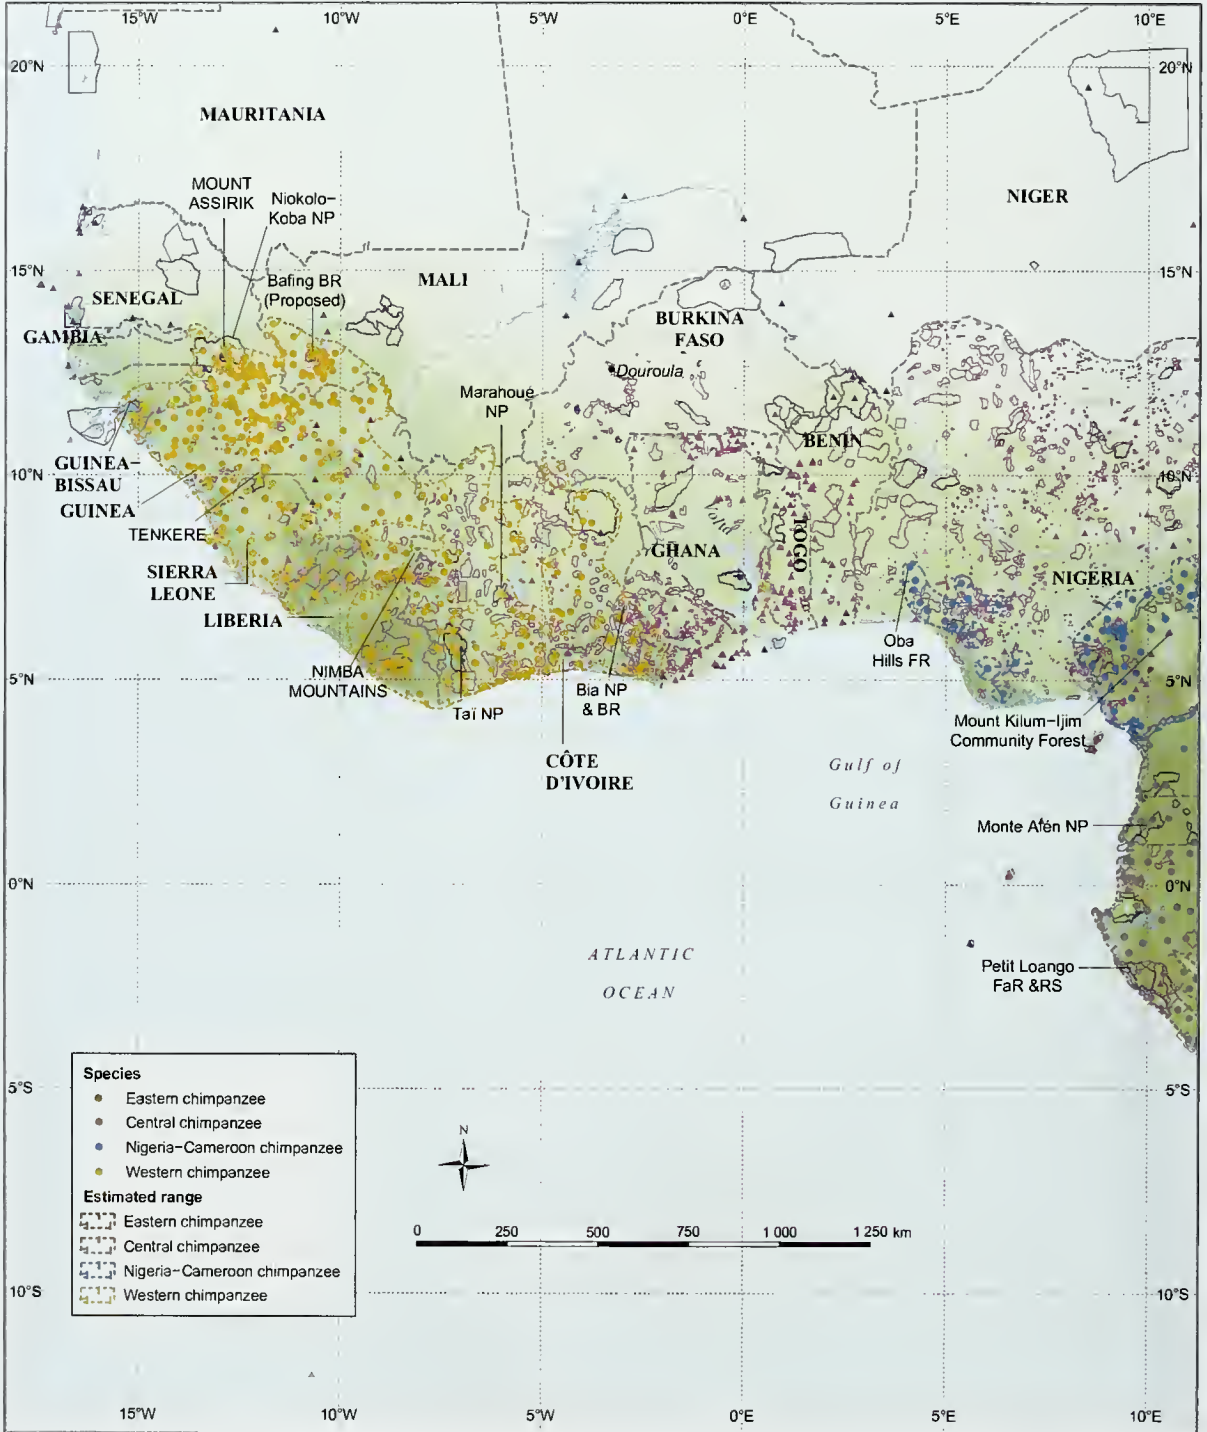 15°W 10°W 5°W 0°E 5°E 10°E
20°N 20°N
MAURITANIA
MOUNT
ASSIRIK
Niokolo-
Koba NP
NIGER
15°N 15°N
MALI
Bafing BR
(Proposed)
SENEGAL
BURKINA
FASO
GAMBIA
Douroula
Marahoué
NP
BENIN
GUINEA-
BISSAU
10°N 10°N
GUINEA
Volta
TENKERE
GHANA
TOGO
SIERRA
LEONE
NIGERIA
LIBERIA
Oba
Hills FR
NIMBA
MOUNTAINS
5°N 5°N
Bia NP
& BR
Taï NP
Mount Kilum-Ijim
Community Forest
CÔTE
D'IVOIRE
Gulf of
Guinea
Monte Alén NP
0°N 0°N
ATLANTIC
OCEAN
Petit Loango
FaR &RS
Species
Eastern chimpanzee
Central chimpanzee
Nigeria-Cameroon chimpanzee
Western chimpanzee
Estimated range
Eastern chimpanzee
Central chimpanzee
Nigeria-Cameroon chimpanzee
Western chimpanzee
5°S 5°S
N
0 250 500 750 1 000 1 250 km
10°S 10°S
15°W 10°W 5°W 0°E 5°E 10°E